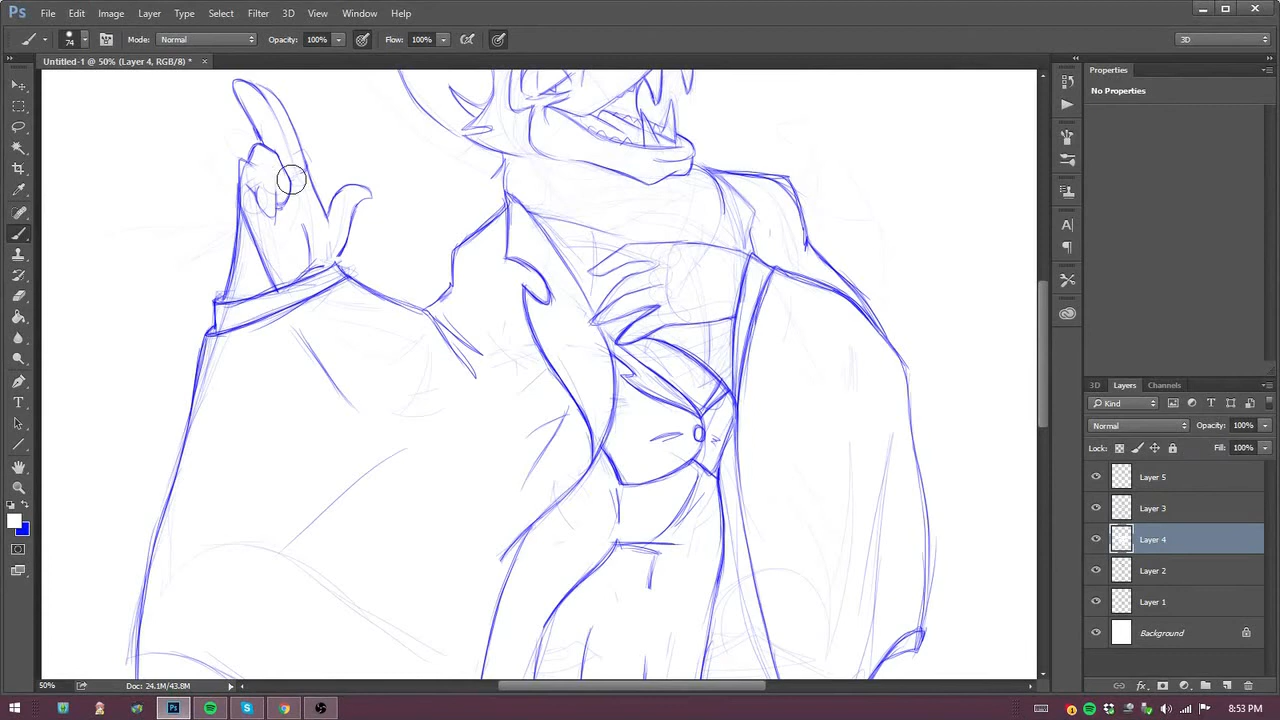 Ps File Edit Image Layer Type Select Filter 3D View Window Help
74 Mode: Normal Opacity: 100% Flow: 100% 3D
Untitled-1 @ 50% (Layer 4, RGB/8) * ×
Properties
No Properties
3D Layers Channels
Kind
Normal Opacity: 100%
Lock: Fill: 100%
Layer 5
Layer 3
Layer 4
Layer 2
Layer 1
Background
50% Doc: 24.1M/43.8M
Ps 8:53 PM